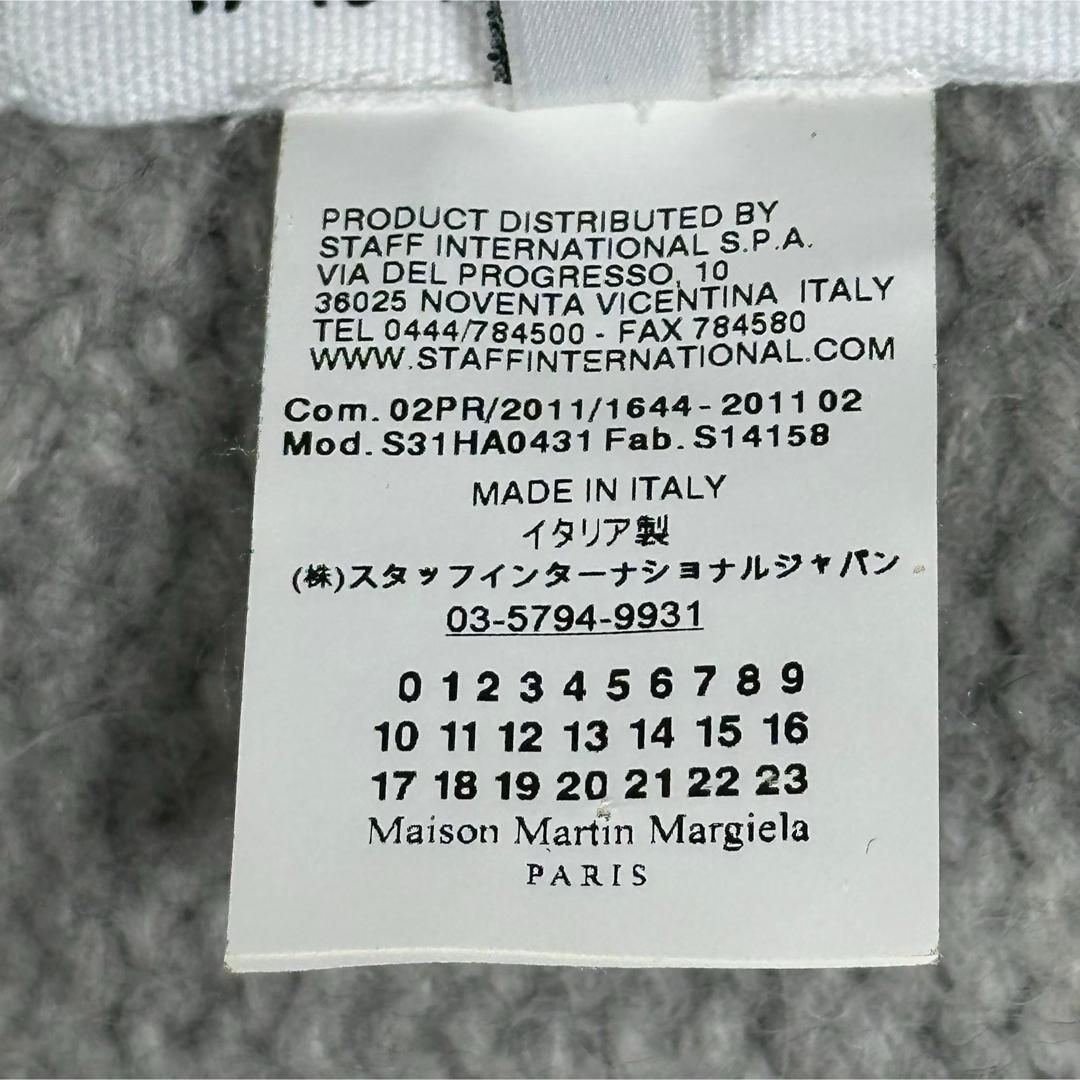 PRODUCT DISTRIBUTED BY
STAFF INTERNATIONAL S.P.A.
VIA DEL PROGRESSO, 10
36025 NOVENTA VICENTINA ITALY
TEL 0444/784500 - FAX 784580
WWW.STAFFINTERNATIONAL.COM
Com. 02PR/2011/1644 - 2011 02
Mod. S31HA0431 Fab. S14158
MADE IN ITALY
イタリア製
(株)スタッフインターナショナルジャパン
03-5794-9931
0 1 2 3 4 5 6 7 8 9
10 11 12 13 14 15 16
17 18 19 20 21 22 23
Maison Martin Margiela
PARIS